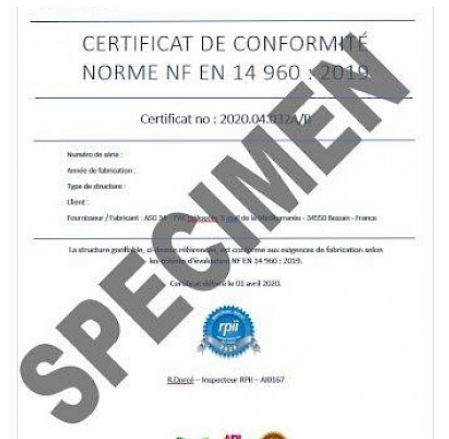 CERTIFICAT DE CONFORMITÉ
NORME NF EN 14 960 : 2019
Certificat no : 2020.04.032A/B
Numéro de série :
Année de fabrication :
Type de structure :
Client :
Fournisseur / Fabricant : ASG 34 - - 34550 Bessan - France
La structure gonflable, ci-dessus référencée, est conforme aux exigences de fabrication selon
les critères d'évaluation NF EN 14 960 : 2019.
Certificat délivré le 01 avril 2020.
rpii
R.Dorcé – Inspecteur RPII – AI0167
SPECIMEN